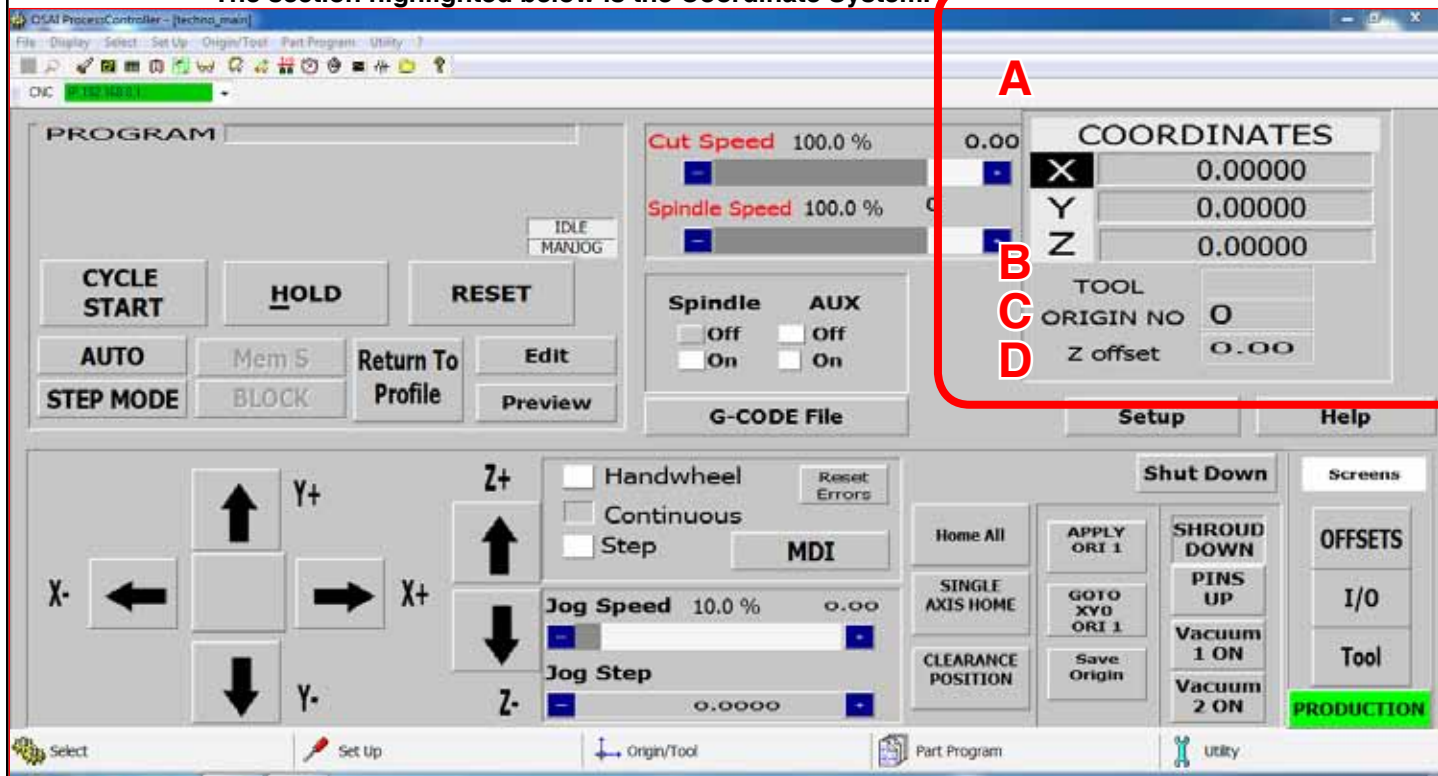 The section highlighted below is the Coordinate System.
OSAI ProcessController - [techno_main]
File Display Select Set Up Origin/Tool Part Program Utility ?
CNC IP:192.168.0.1
A
PROGRAM
IDLE
MANJOG
CYCLE START
HOLD
RESET
AUTO
Mem S
Return To Profile
Edit
STEP MODE
BLOCK
Preview
Cut Speed 100.0 % 0.00
Spindle Speed 100.0 %
Spindle AUX
Off Off
On On
G-CODE File
COORDINATES
X 0.00000
Y 0.00000
Z 0.00000
B TOOL
C ORIGIN NO 0
D Z offset 0.00
Setup
Help
Y+
X-
X+
Y-
Z+
Z-
Handwheel
Continuous
Step
Reset Errors
MDI
Jog Speed 10.0 % 0.00
Jog Step
0.0000
Home All
SINGLE AXIS HOME
CLEARANCE POSITION
APPLY ORI 1
GOTO XY0 ORI 1
Save Origin
Shut Down
SHROUD DOWN
PINS UP
Vacuum 1 ON
Vacuum 2 ON
Screens
OFFSETS
I/O
Tool
PRODUCTION
Select Set Up Origin/Tool Part Program Utility